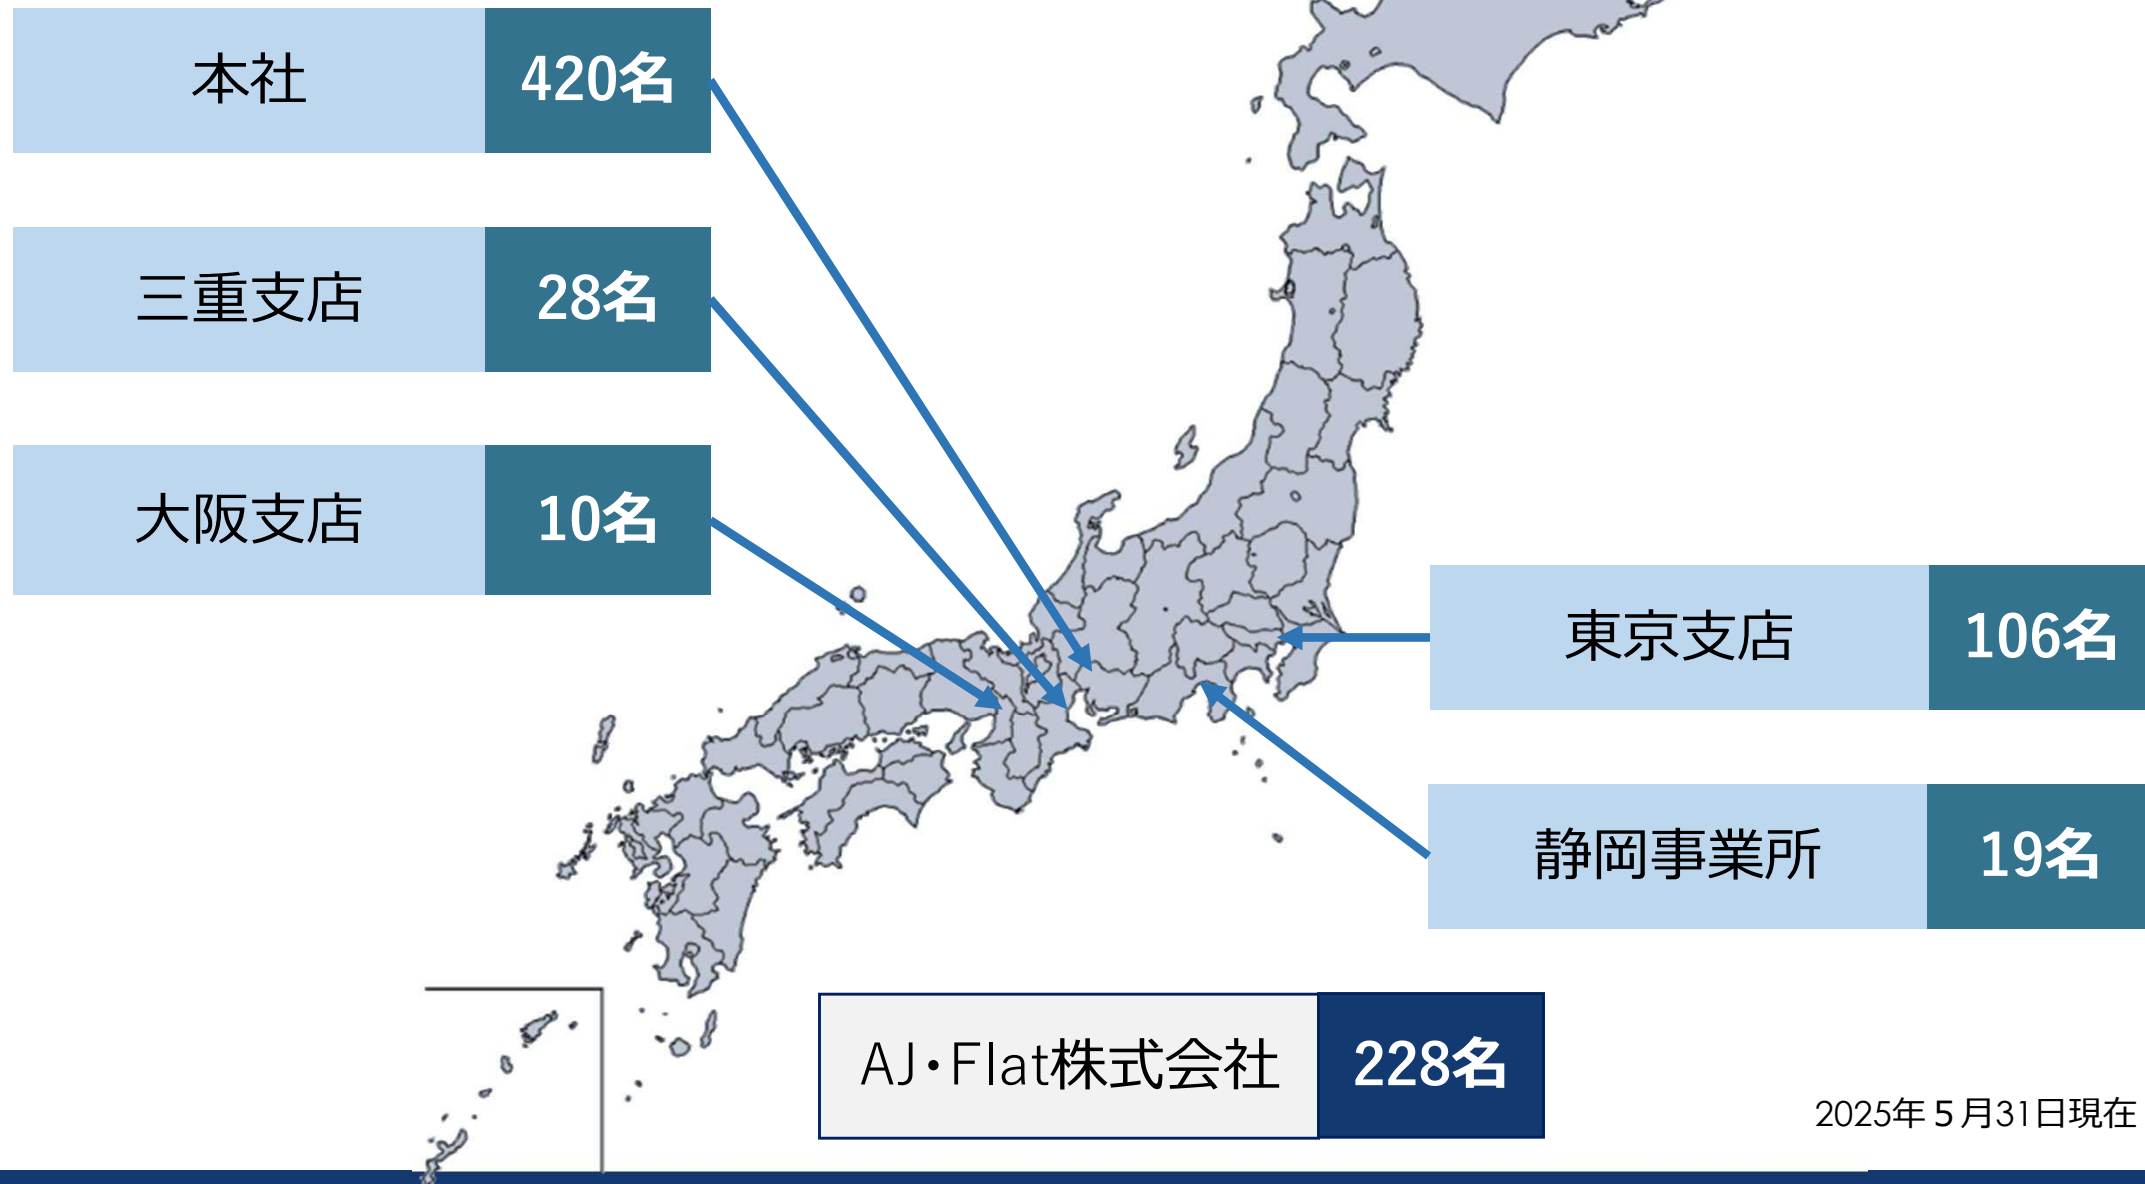 本社 420名
三重支店 28名
大阪支店 10名
東京支店 106名
静岡事業所 19名
AJ・Flat株式会社 228名
2025年５月31日現在